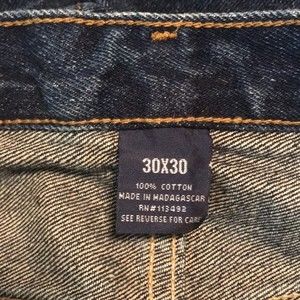 30X30
100% COTTON
MADE IN MADAGASCAR
RN#113492
SEE REVERSE FOR CARE